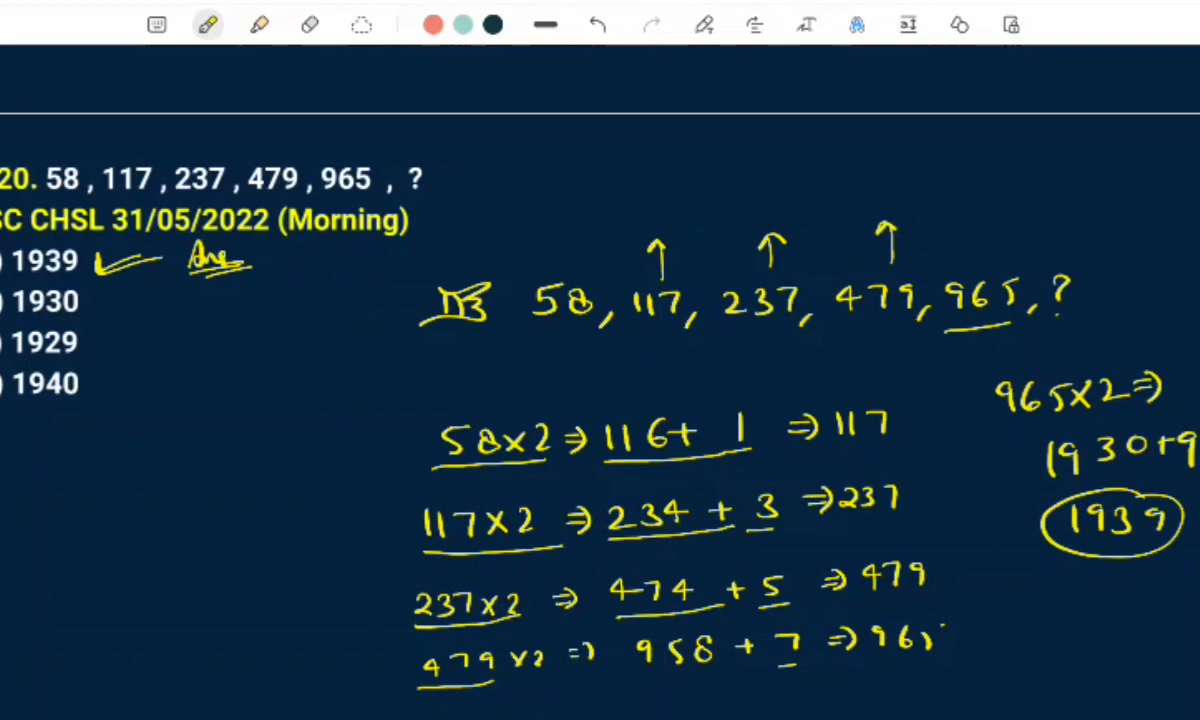 20. 58 , 117 , 237 , 479 , 965 , ?
SC CHSL 31/05/2022 (Morning)
) 1939 Ans
) 1930
) 1929
) 1940
58, 117, 237, 479, 965, ?
58×2 ⇒ 116+ 1 ⇒ 117
117×2 ⇒ 234 + 3 ⇒ 237
237×2 ⇒ 474 + 5 ⇒ 479
479×2 ⇒ 958 + 7 ⇒ 965
965×2 ⇒
1930+9
1939